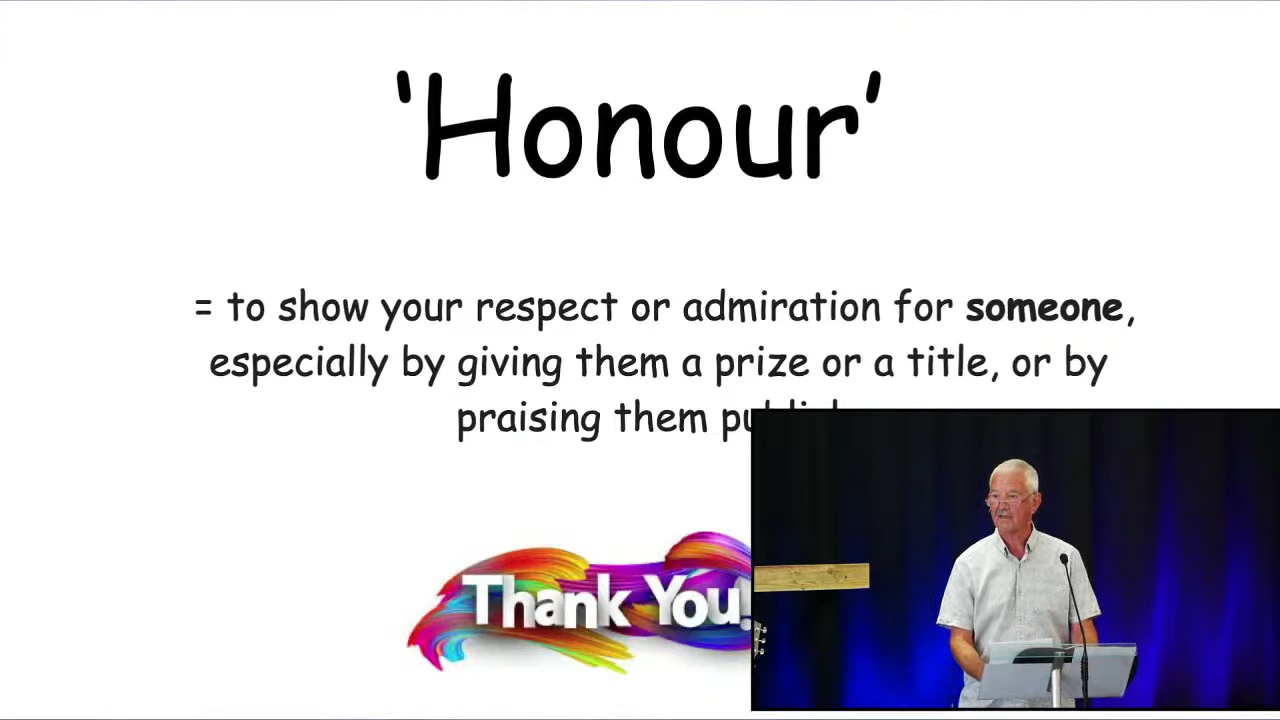 ‘Honour’
= to show your respect or admiration for someone,
especially by giving them a prize or a title, or by
praising them
Thank You!